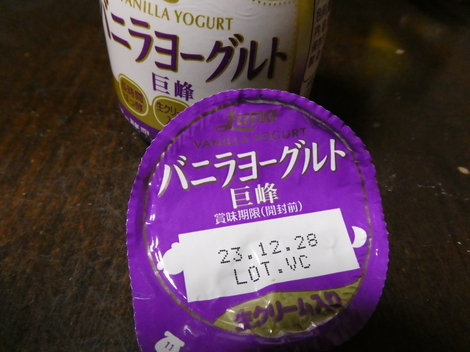 VANILLA YOGURT
バニラヨーグルト
巨峰
Luna
VANILLA YOGURT
バニラヨーグルト
巨峰
賞味期限(開封前)
23.12.28
LOT.VC
生クリーム入り